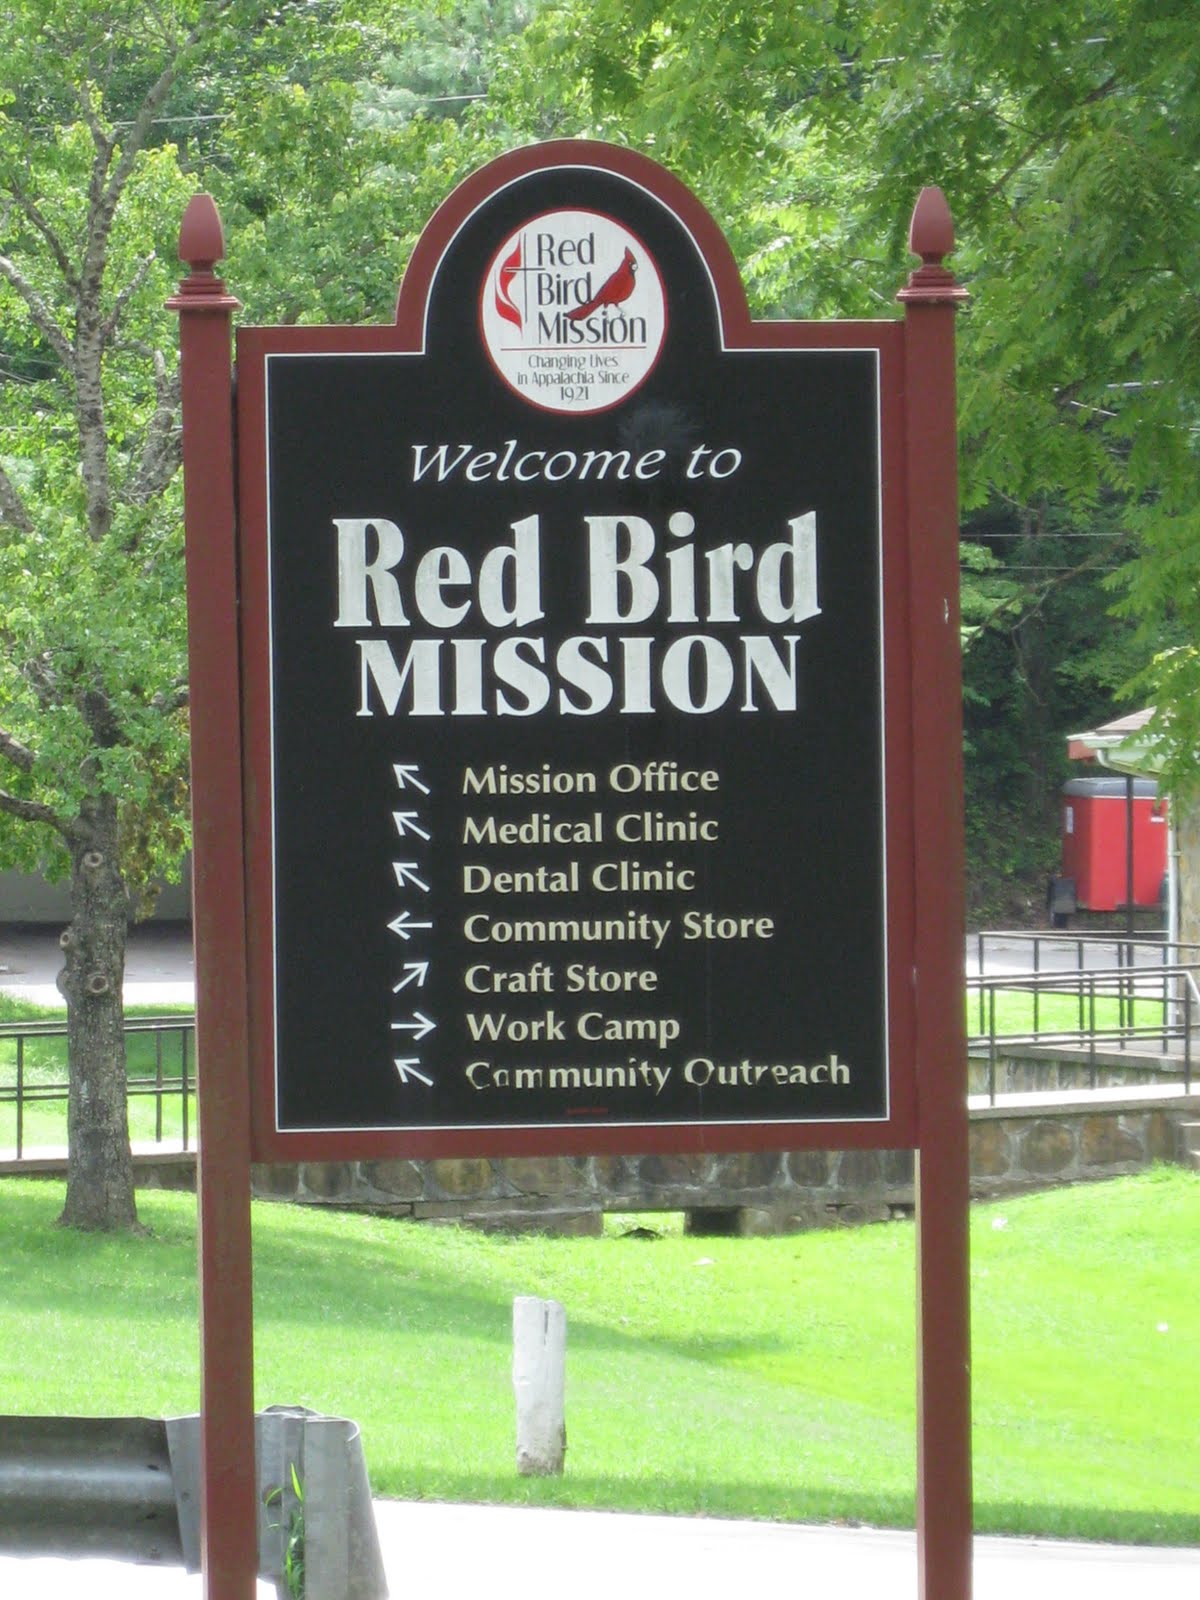 Red
Bird
Mission
Changing Lives
in Appalachia Since
1921
Welcome to
Red Bird
MISSION
↖ Mission Office
↖ Medical Clinic
↖ Dental Clinic
← Community Store
↗ Craft Store
→ Work Camp
↖ Community Outreach